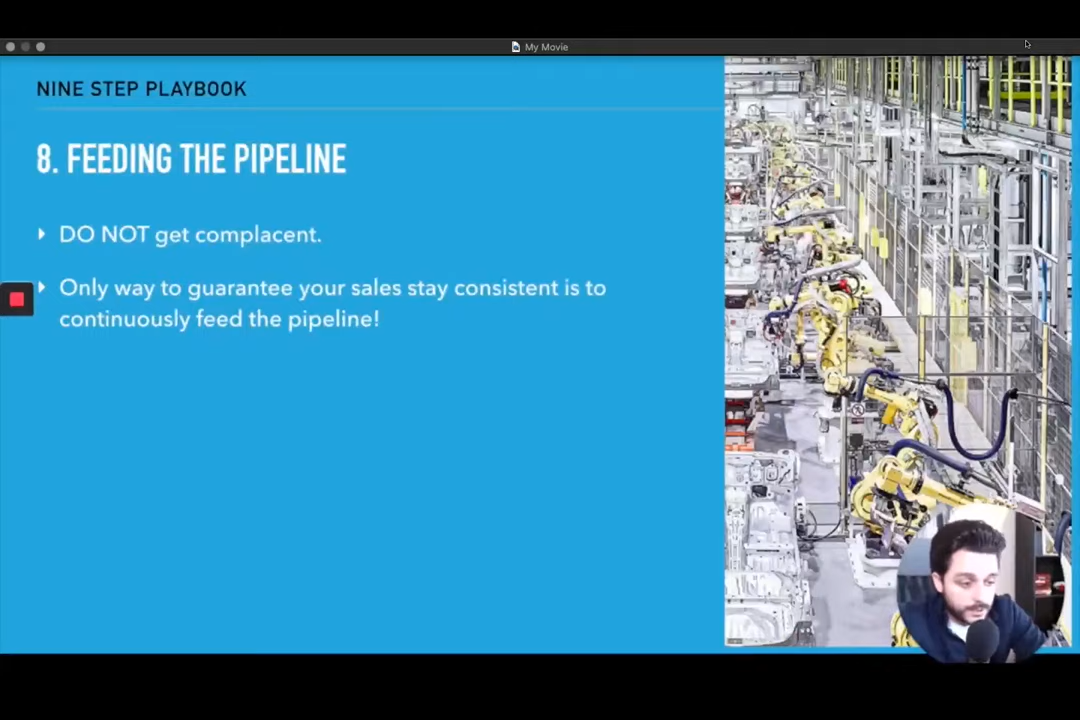 My Movie
NINE STEP PLAYBOOK
8. FEEDING THE PIPELINE
DO NOT get complacent.
Only way to guarantee your sales stay consistent is to
continuously feed the pipeline!